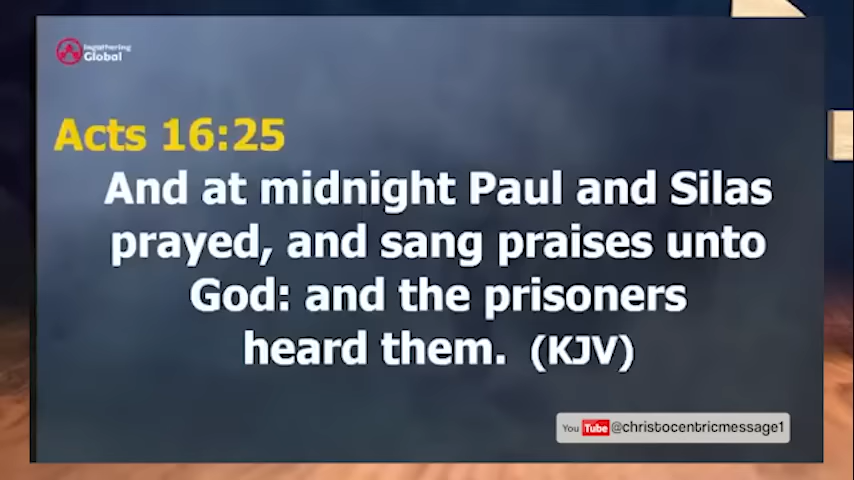 Ingathering
Global
Acts 16:25
And at midnight Paul and Silas
prayed, and sang praises unto
God: and the prisoners
heard them. (KJV)
You Tube @christocentricmessage1